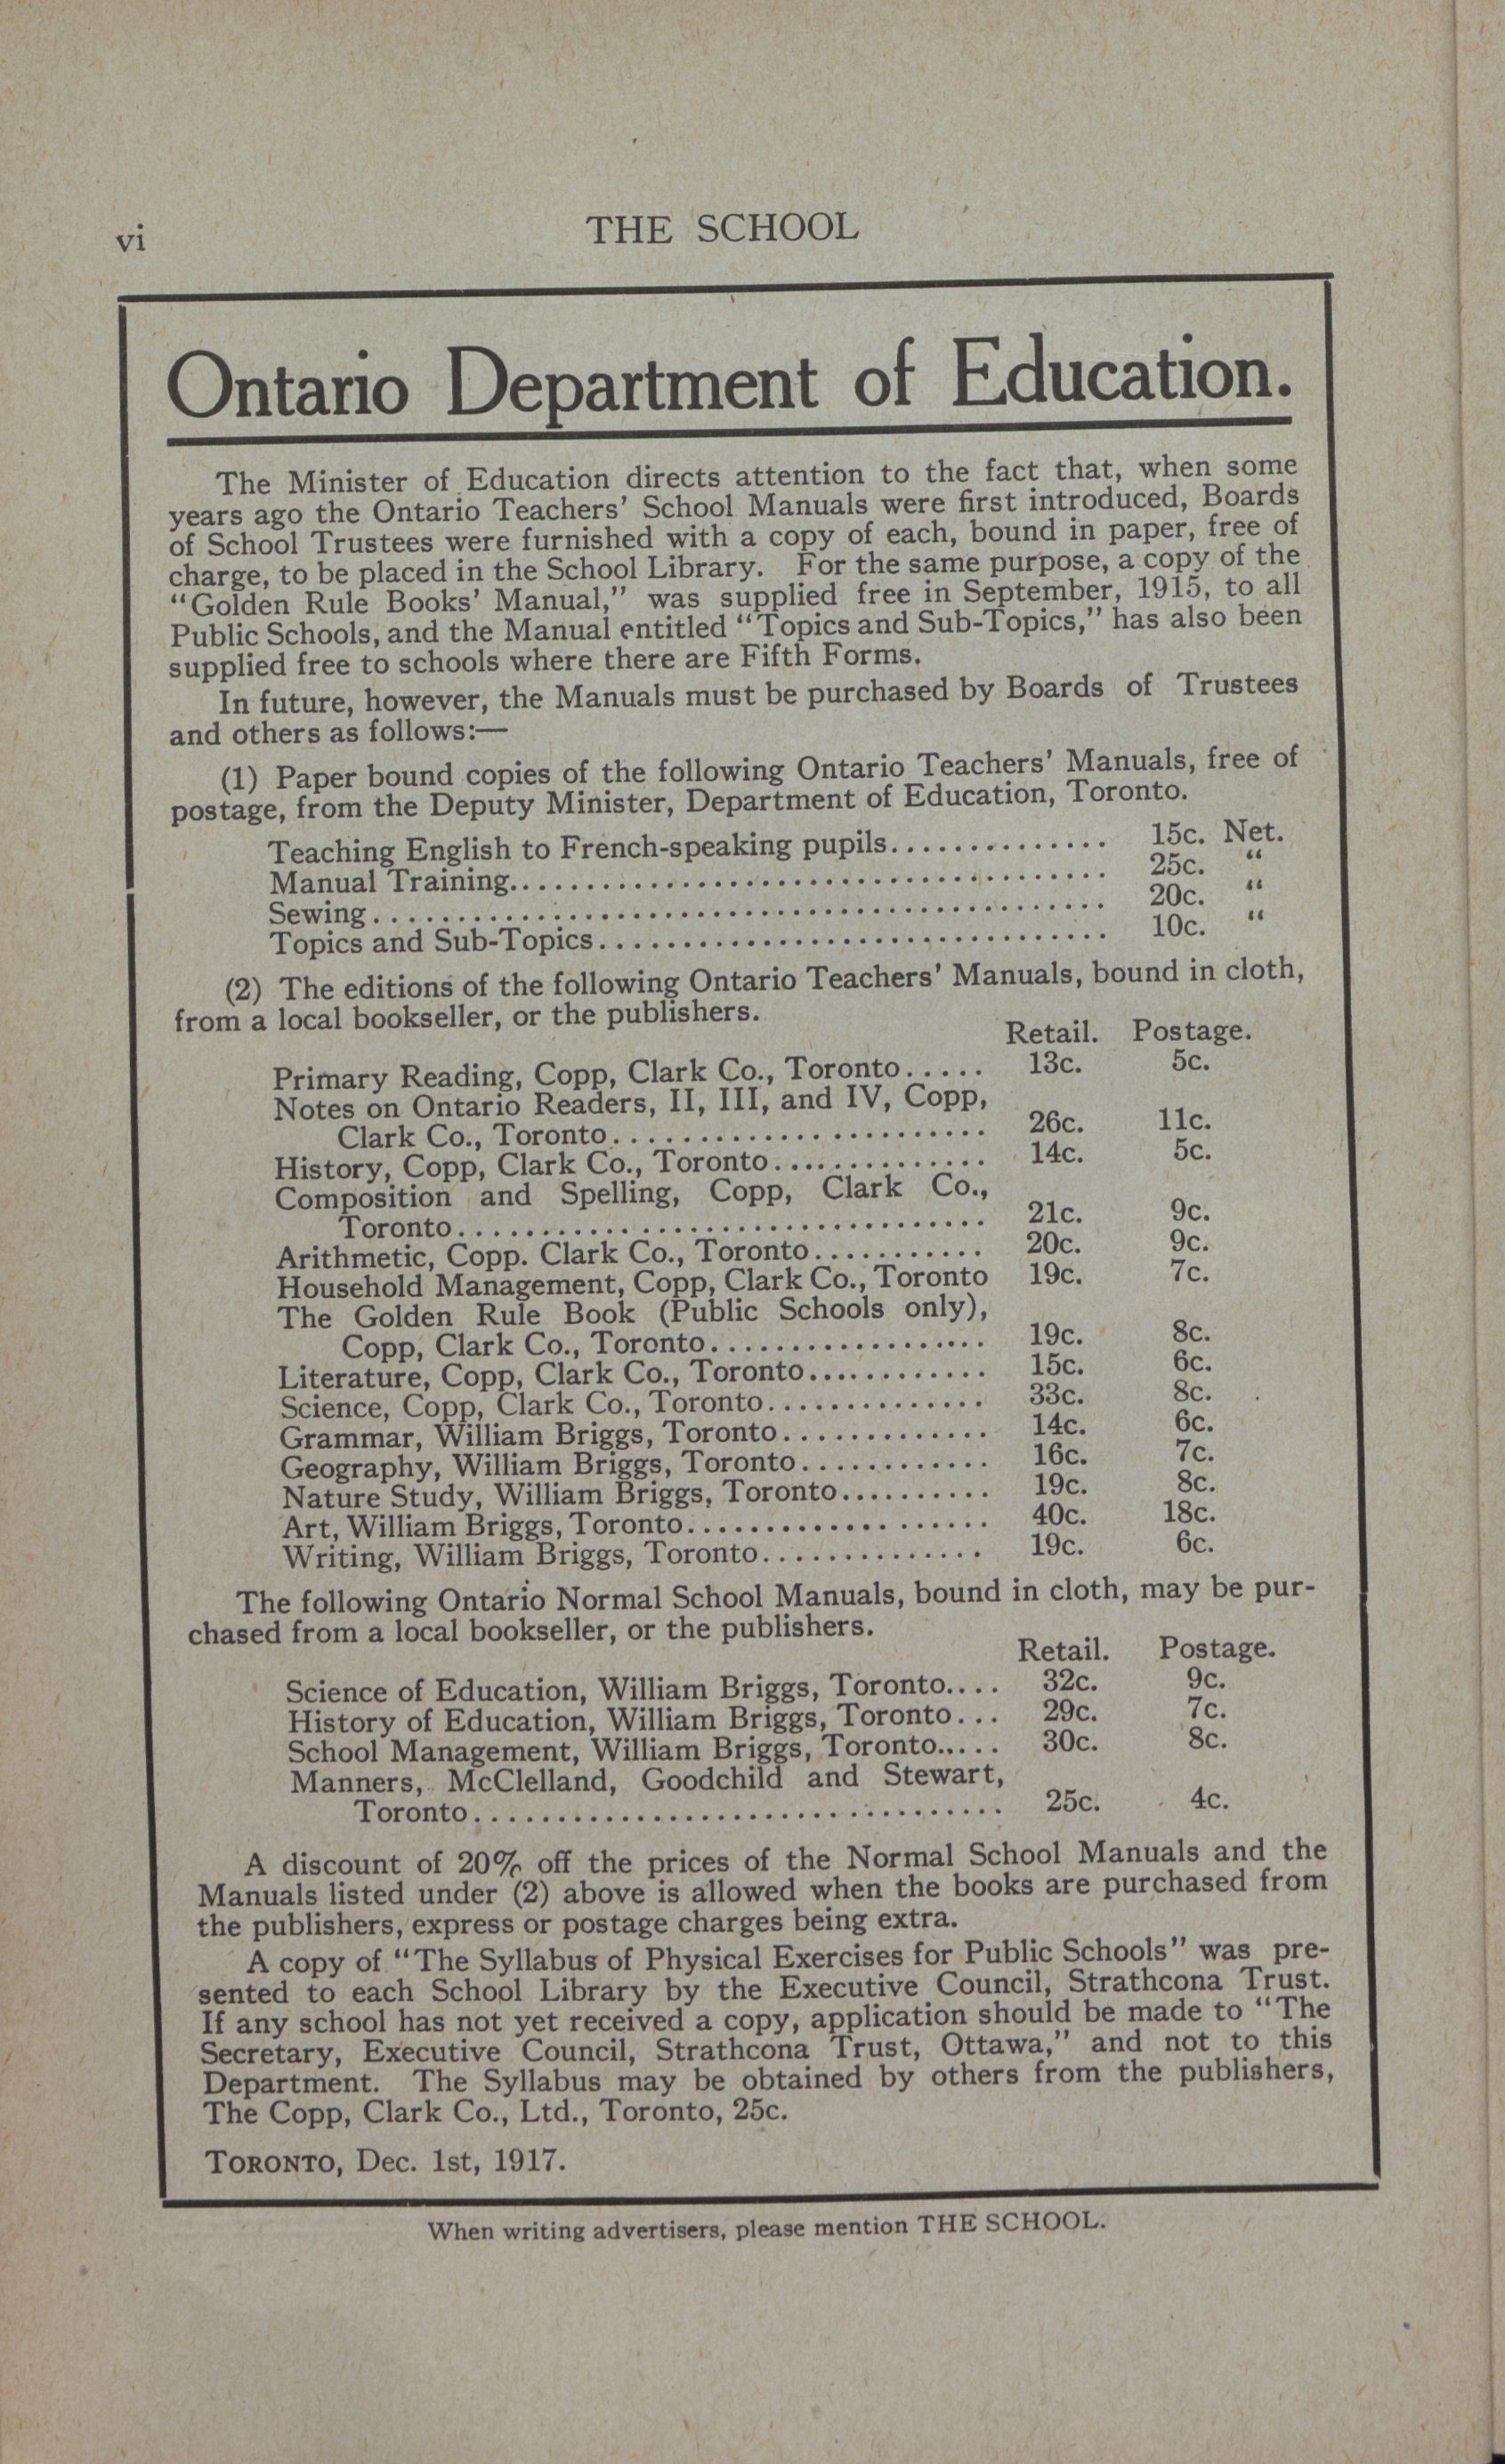 vi
THE SCHOOL
Ontario Department of Education.
The Minister of Education directs attention to the fact that, when some
years ago the Ontario Teachers' School Manuals were first introduced, Boards
of School Trustees were furnished with a copy of each, bound in paper, free of
charge, to be placed in the School Library. For the same purpose, a copy of the
"Golden Rule Books' Manual," was supplied free in September, 1915, to all
Public Schools, and the Manual entitled "Topics and Sub-Topics," has also been
supplied free to schools where there are Fifth Forms.
In future, however, the Manuals must be purchased by Boards of Trustees
and others as follows:—
(1) Paper bound copies of the following Ontario Teachers' Manuals, free of
postage, from the Deputy Minister, Department of Education, Toronto.
Teaching English to French-speaking pupils.............. 15c. Net.
Manual Training...................................... 25c. "
Sewing............................................... 20c. "
Topics and Sub-Topics................................ 10c. "
(2) The editions of the following Ontario Teachers' Manuals, bound in cloth,
from a local bookseller, or the publishers.
Retail. Postage.
Primary Reading, Copp, Clark Co., Toronto..... 13c. 5c.
Notes on Ontario Readers, II, III, and IV, Copp,
Clark Co., Toronto........................ 26c. 11c.
History, Copp, Clark Co., Toronto.............. 14c. 5c.
Composition and Spelling, Copp, Clark Co.,
Toronto.................................. 21c. 9c.
Arithmetic, Copp. Clark Co., Toronto........... 20c. 9c.
Household Management, Copp, Clark Co., Toronto 19c. 7c.
The Golden Rule Book (Public Schools only),
Copp, Clark Co., Toronto.................. 19c. 8c.
Literature, Copp, Clark Co., Toronto............ 15c. 6c.
Science, Copp, Clark Co., Toronto.............. 33c. 8c.
Grammar, William Briggs, Toronto............. 14c. 6c.
Geography, William Briggs, Toronto............ 16c. 7c.
Nature Study, William Briggs, Toronto.......... 19c. 8c.
Art, William Briggs, Toronto................... 40c. 18c.
Writing, William Briggs, Toronto.............. 19c. 6c.
The following Ontario Normal School Manuals, bound in cloth, may be pur-
chased from a local bookseller, or the publishers.
Retail. Postage.
Science of Education, William Briggs, Toronto.... 32c. 9c.
History of Education, William Briggs, Toronto... 29c. 7c.
School Management, William Briggs, Toronto..... 30c. 8c.
Manners, McClelland, Goodchild and Stewart,
Toronto.................................. 25c. 4c.
A discount of 20% off the prices of the Normal School Manuals and the
Manuals listed under (2) above is allowed when the books are purchased from
the publishers, express or postage charges being extra.
A copy of "The Syllabus of Physical Exercises for Public Schools" was pre-
sented to each School Library by the Executive Council, Strathcona Trust.
If any school has not yet received a copy, application should be made to "The
Secretary, Executive Council, Strathcona Trust, Ottawa," and not to this
Department. The Syllabus may be obtained by others from the publishers,
The Copp, Clark Co., Ltd., Toronto, 25c.
TORONTO, Dec. 1st, 1917.
When writing advertisers, please mention THE SCHOOL.